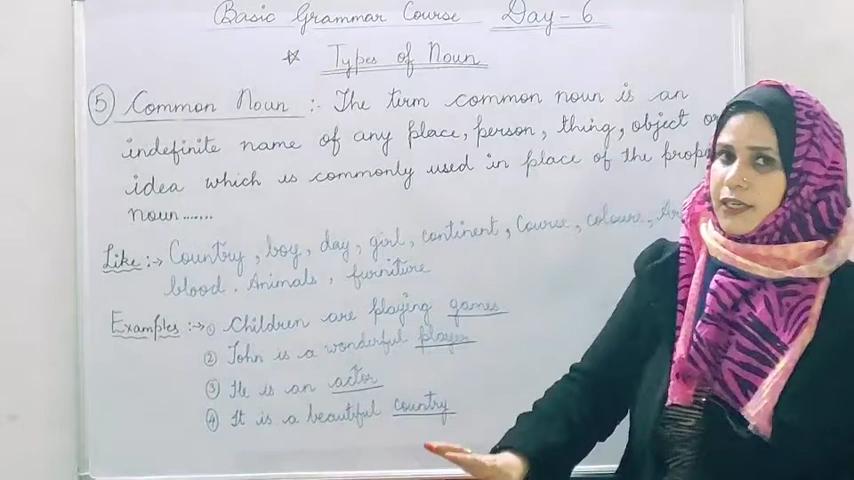 Basic Grammar Course Day - 6
☆ Types of Noun
⑤ Common Noun :- The term common noun is an
indefinite name of any place, person, thing, object or
idea which is commonly used in place of the
noun.......
Like :→ Country, boy, day, girl, continent, Course, colour,
blood. Animals, furniture
Examples :→ ① Children are playing games
② John is a wonderful player
③ He is an actor
④ It is a beautiful country